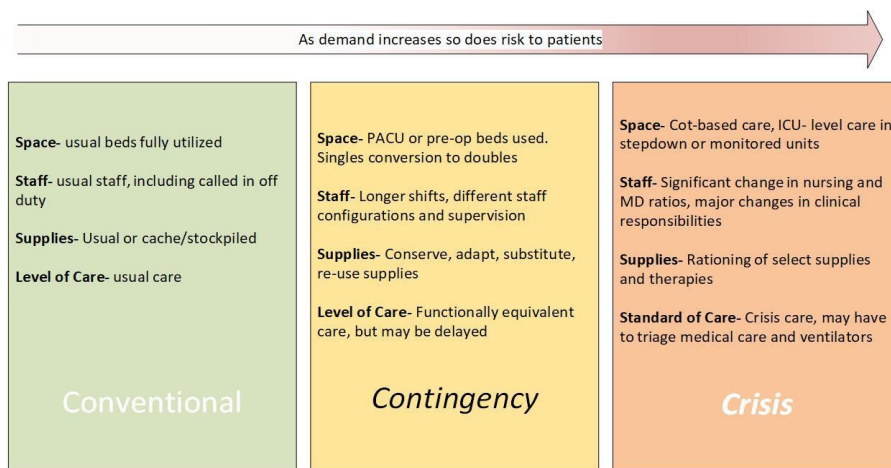 As demand increases so does risk to patients
Space- usual beds fully utilized
Staff- usual staff, including called in off
duty
Supplies- Usual or cache/stockpiled
Level of Care- usual care
Conventional
Space- PACU or pre-op beds used.
Singles conversion to doubles
Staff- Longer shifts, different staff
configurations and supervision
Supplies- Conserve, adapt, substitute,
re-use supplies
Level of Care- Functionally equivalent
care, but may be delayed
Contingency
Space- Cot-based care, ICU- level care in
stepdown or monitored units
Staff- Significant change in nursing and
MD ratios, major changes in clinical
responsibilities
Supplies- Rationing of select supplies
and therapies
Standard of Care- Crisis care, may have
to triage medical care and ventilators
Crisis